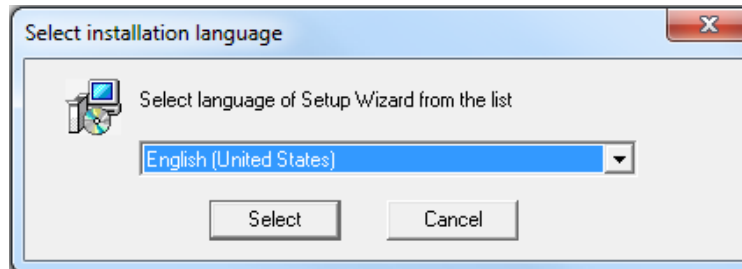 Select installation language
Select language of Setup Wizard from the list
English (United States)
Select
Cancel